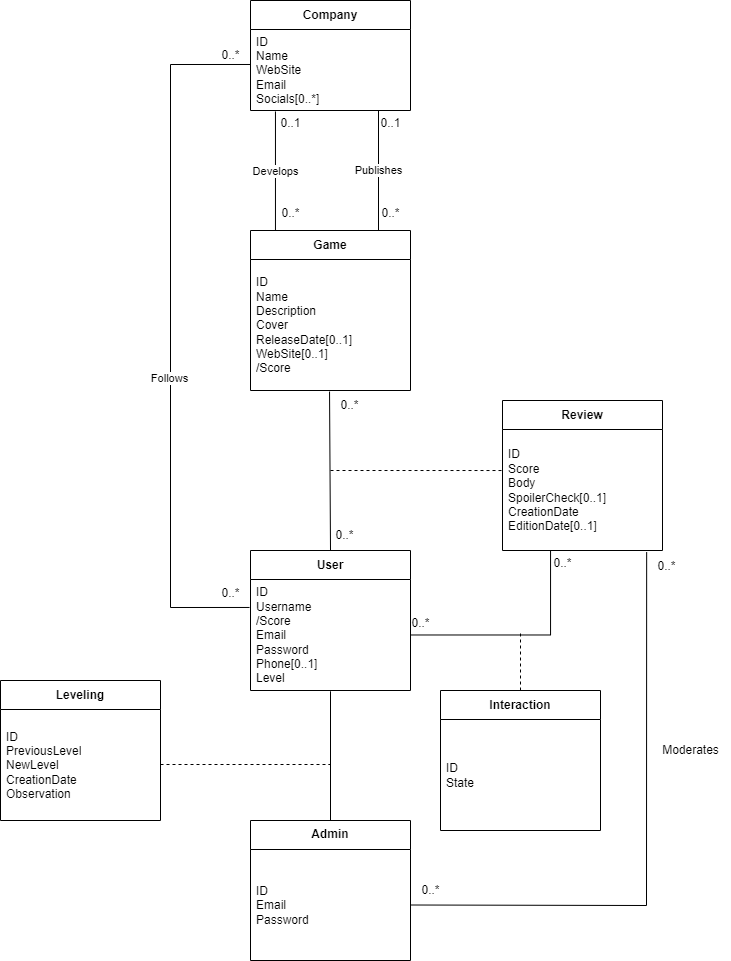 Company
ID
Name
WebSite
Email
Socials[0..*]
0..*
0..1
0..1
Develops
Publishes
0..*
0..*
Game
ID
Name
Description
Cover
ReleaseDate[0..1]
WebSite[0..1]
/Score
Follows
0..*
Review
ID
Score
Body
SpoilerCheck[0..1]
CreationDate
EditionDate[0..1]
0..*
0..*
0..*
User
ID
Username
/Score
Email
Password
Phone[0..1]
Level
0..*
0..*
Leveling
ID
PreviousLevel
NewLevel
CreationDate
Observation
Interaction
ID
State
Moderates
Admin
ID
Email
Password
0..*